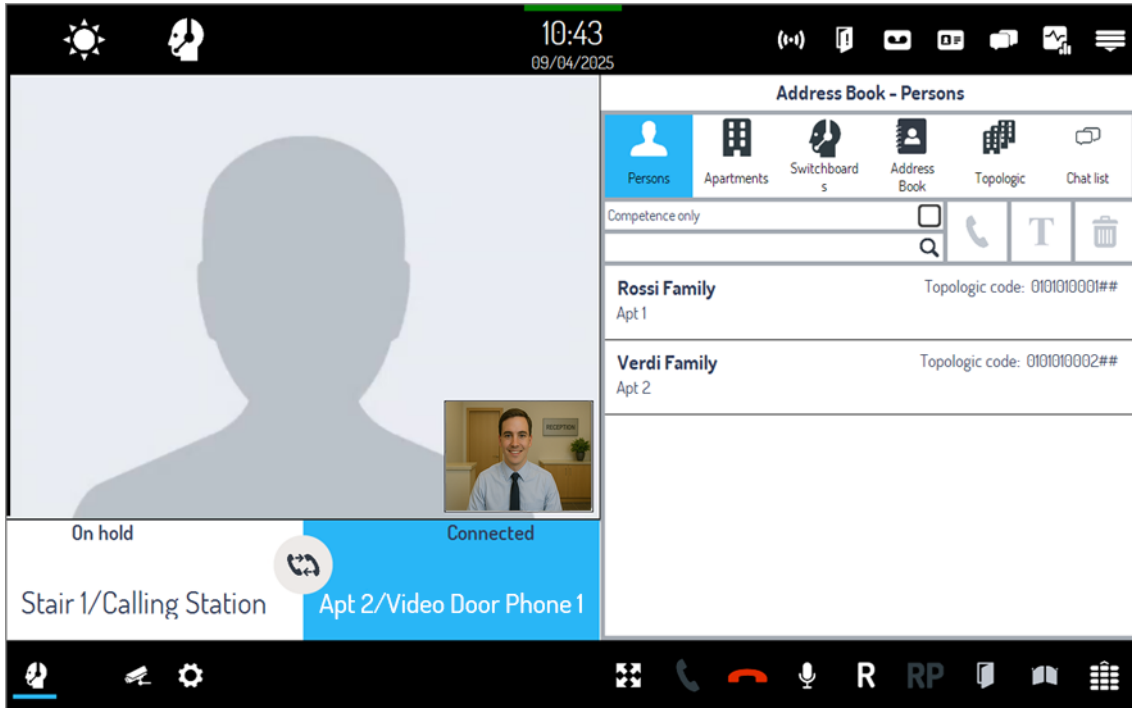 10:43
09/04/2025
Address Book - Persons
Persons
Apartments
Switchboard
s
Address
Book
Topologic
Chat list
Competence only
T
Rossi Family
Topologic code: 0101010001##
Apt 1
Verdi Family
Topologic code: 0101010002##
Apt 2
RECEPTION
On hold
Connected
Stair 1/Calling Station
Apt 2/Video Door Phone 1
R
RP